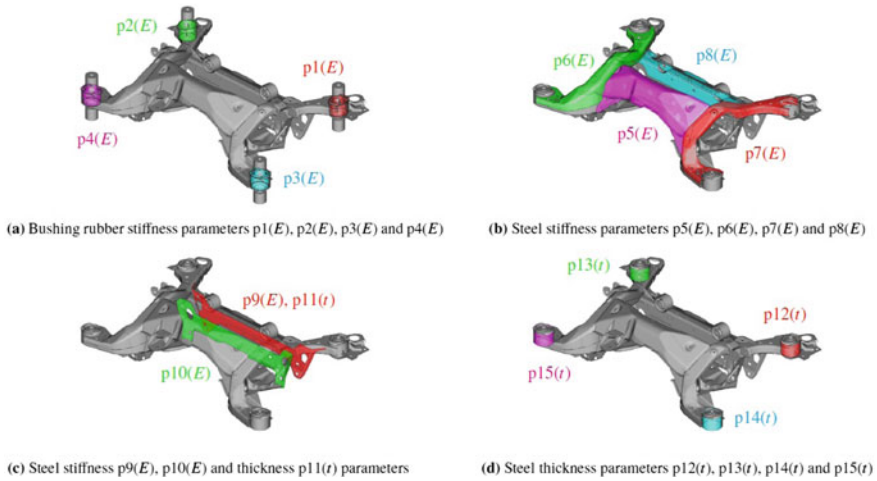 p2(E)
p1(E)
p4(E)
p3(E)
(a) Bushing rubber stiffness parameters p1(E), p2(E), p3(E) and p4(E)
p6(E)
p8(E)
p5(E)
p7(E)
(b) Steel stiffness parameters p5(E), p6(E), p7(E) and p8(E)
p9(E), p11(t)
p10(E)
(c) Steel stiffness p9(E), p10(E) and thickness p11(t) parameters
p13(t)
p12(t)
p15(t)
p14(t)
(d) Steel thickness parameters p12(t), p13(t), p14(t) and p15(t)